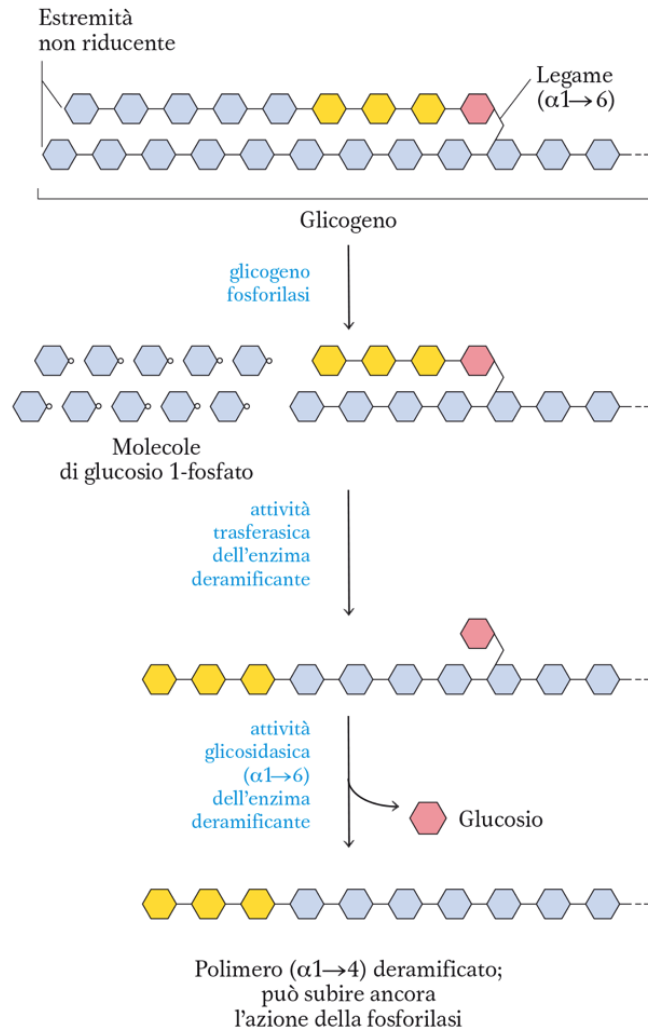 Estremità
non riducente
Legame
(α1→6)
Glicogeno
glicogeno
fosforilasi
Molecole
di glucosio 1-fosfato
attività
trasferasica
dell'enzima
deramificante
attività
glicosidasica
(α1→6)
dell'enzima
deramificante
Glucosio
Polimero (α1→4) deramificato;
può subire ancora
l'azione della fosforilasi